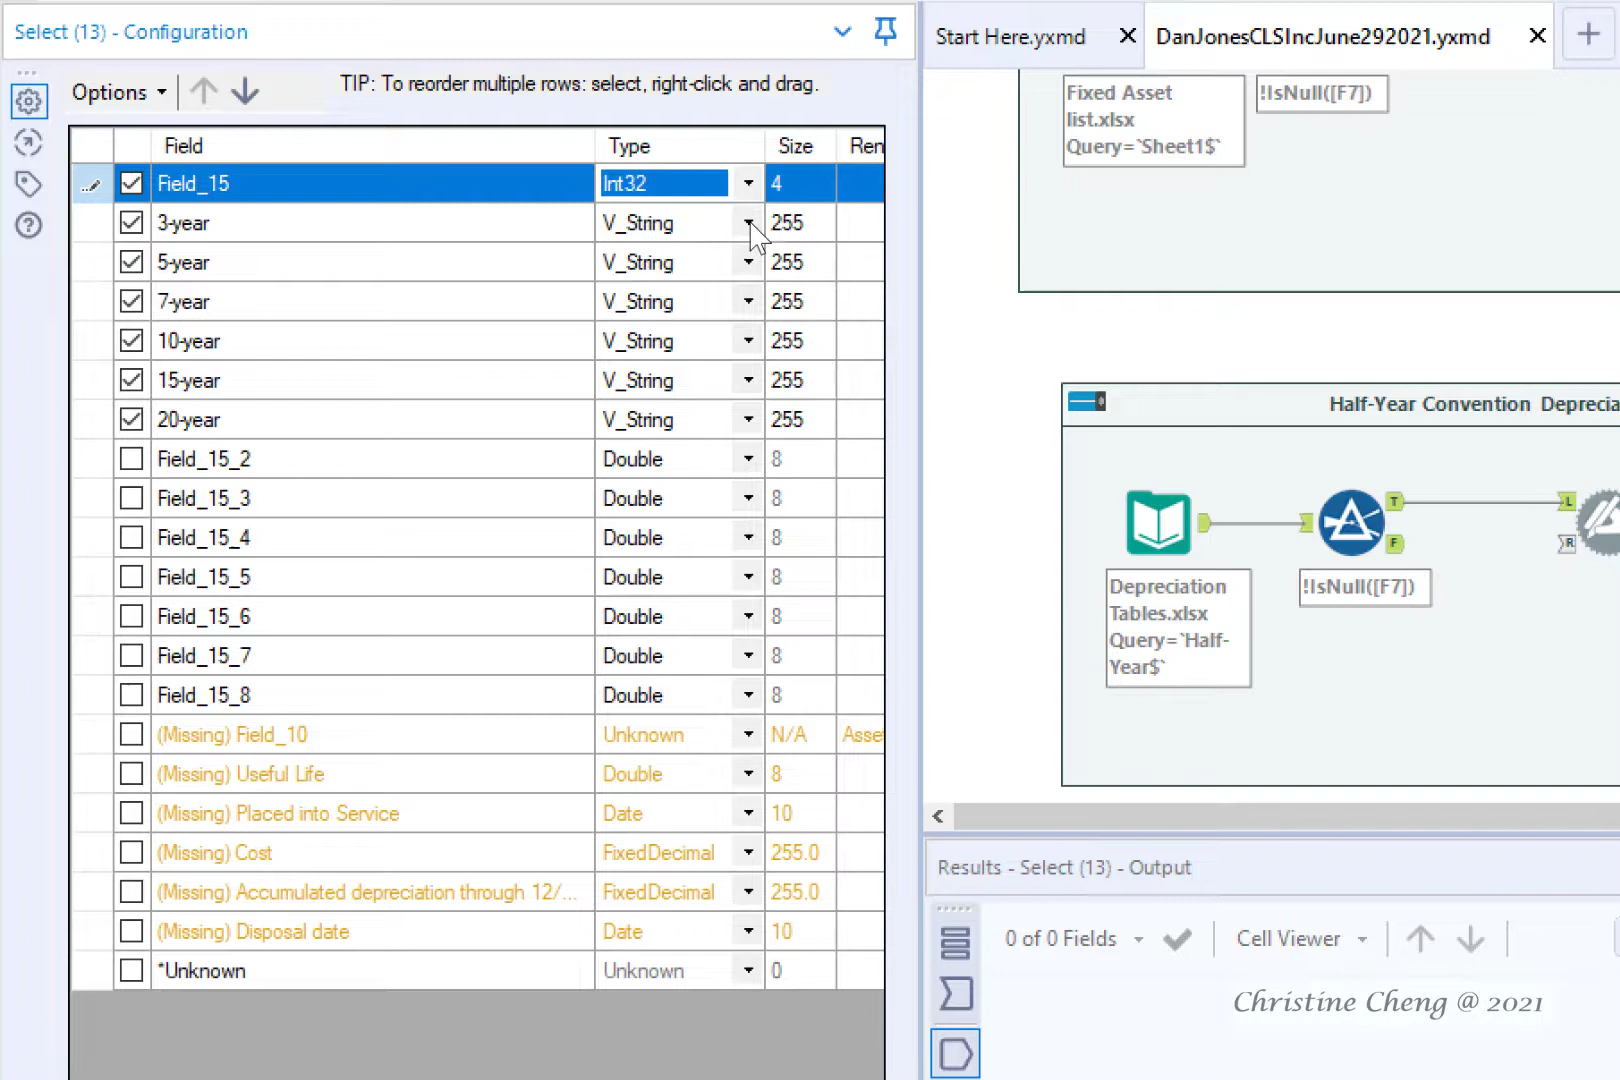 Select (13) - Configuration
Options
TIP: To reorder multiple rows: select, right-click and drag.
Field Type Size Ren
Field_15 Int32 4
3-year V_String 255
5-year V_String 255
7-year V_String 255
10-year V_String 255
15-year V_String 255
20-year V_String 255
Field_15_2 Double 8
Field_15_3 Double 8
Field_15_4 Double 8
Field_15_5 Double 8
Field_15_6 Double 8
Field_15_7 Double 8
Field_15_8 Double 8
(Missing) Field_10 Unknown N/A Asse
(Missing) Useful Life Double 8
(Missing) Placed into Service Date 10
(Missing) Cost FixedDecimal 255.0
(Missing) Accumulated depreciation through 12/... FixedDecimal 255.0
(Missing) Disposal date Date 10
*Unknown Unknown 0
Start Here.yxmd
DanJonesCLSIncJune292021.yxmd
Fixed Asset
list.xlsx
Query=`Sheet1$`
!IsNull([F7])
Half-Year Convention Deprecia
T
F
L
R
Depreciation
Tables.xlsx
Query=`Half-
Year$`
!IsNull([F7])
Results - Select (13) - Output
0 of 0 Fields
Cell Viewer
Christine Cheng @ 2021